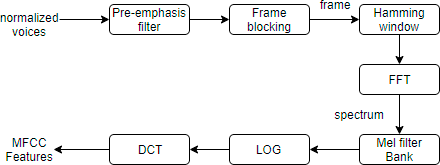 normalized
voices
Pre-emphasis
filter
Frame
blocking
frame
Hamming
window
FFT
spectrum
Mel filter
Bank
LOG
DCT
MFCC
Features